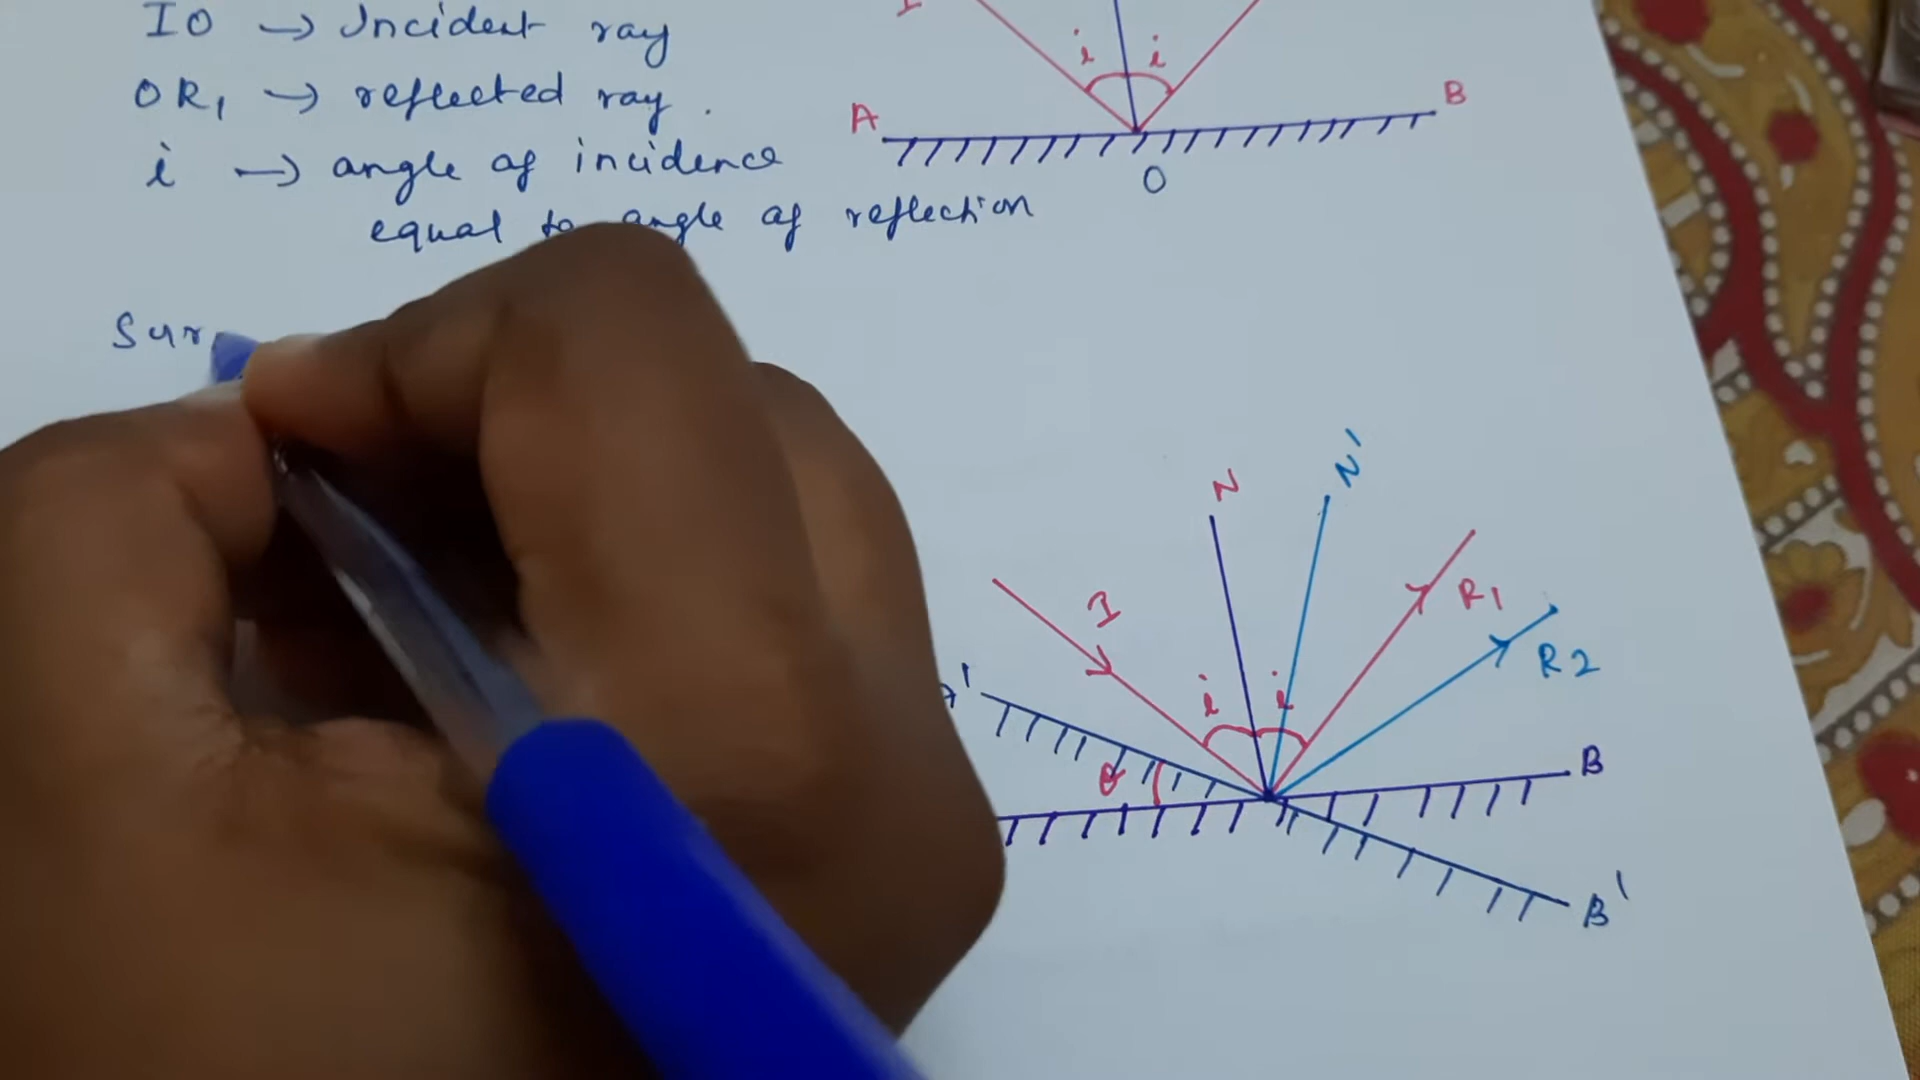 IO → Incident ray
OR1 → reflected ray.
i → angle of incidence
equal to angle of reflection
i i
A B
O
Sur
N N'
I R1
R2
i i
A'
θ
B
B'